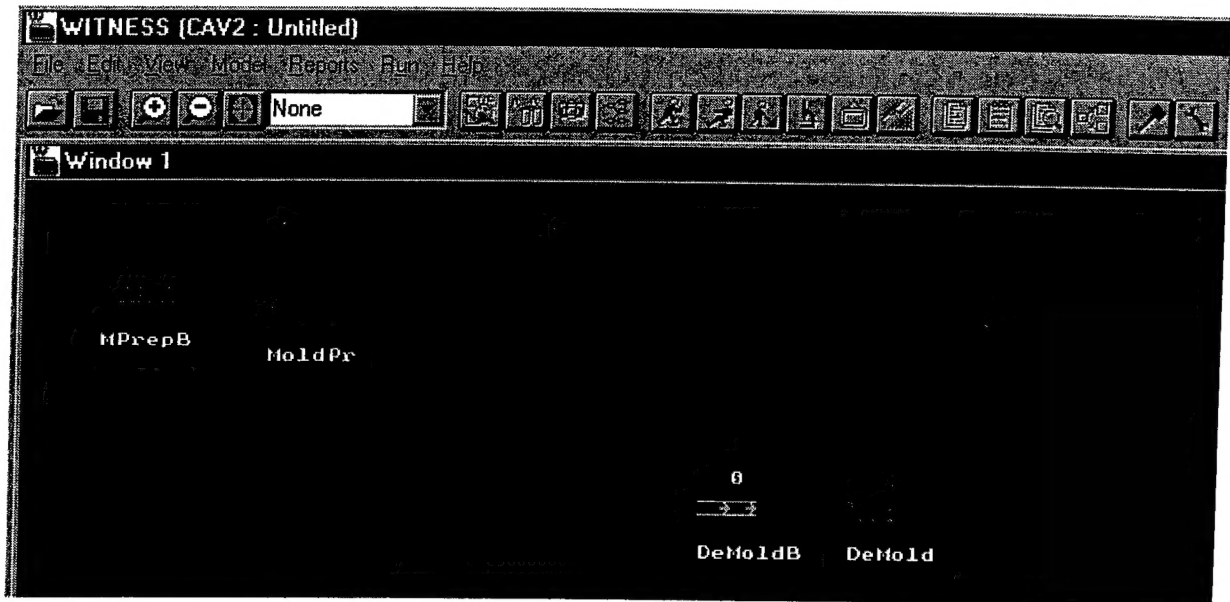 WITNESS (CAV2 : Untitled)
File Edit View Model Reports Run Help
None
Window 1
MPrepB
MoldPr
0
DeMoldB DeMold